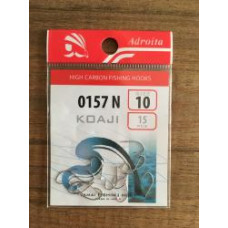 Adroita
HIGH CARBON FISHING HOOKS
0157 N
10
KOAJI
15